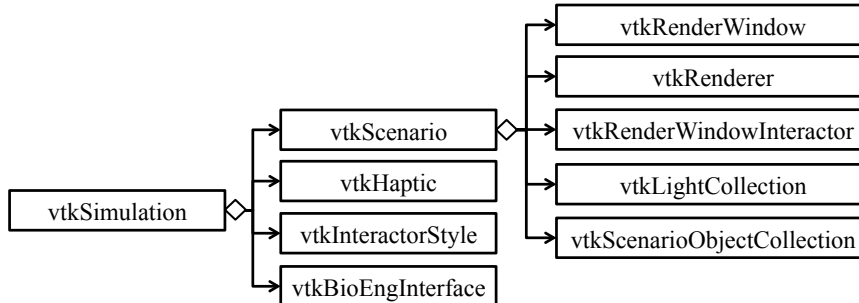 vtkRenderWindow
vtkRenderer
vtkScenario
vtkRenderWindowInteractor
vtkHaptic
vtkLightCollection
vtkSimulation
vtkInteractorStyle
vtkScenarioObjectCollection
vtkBioEngInterface